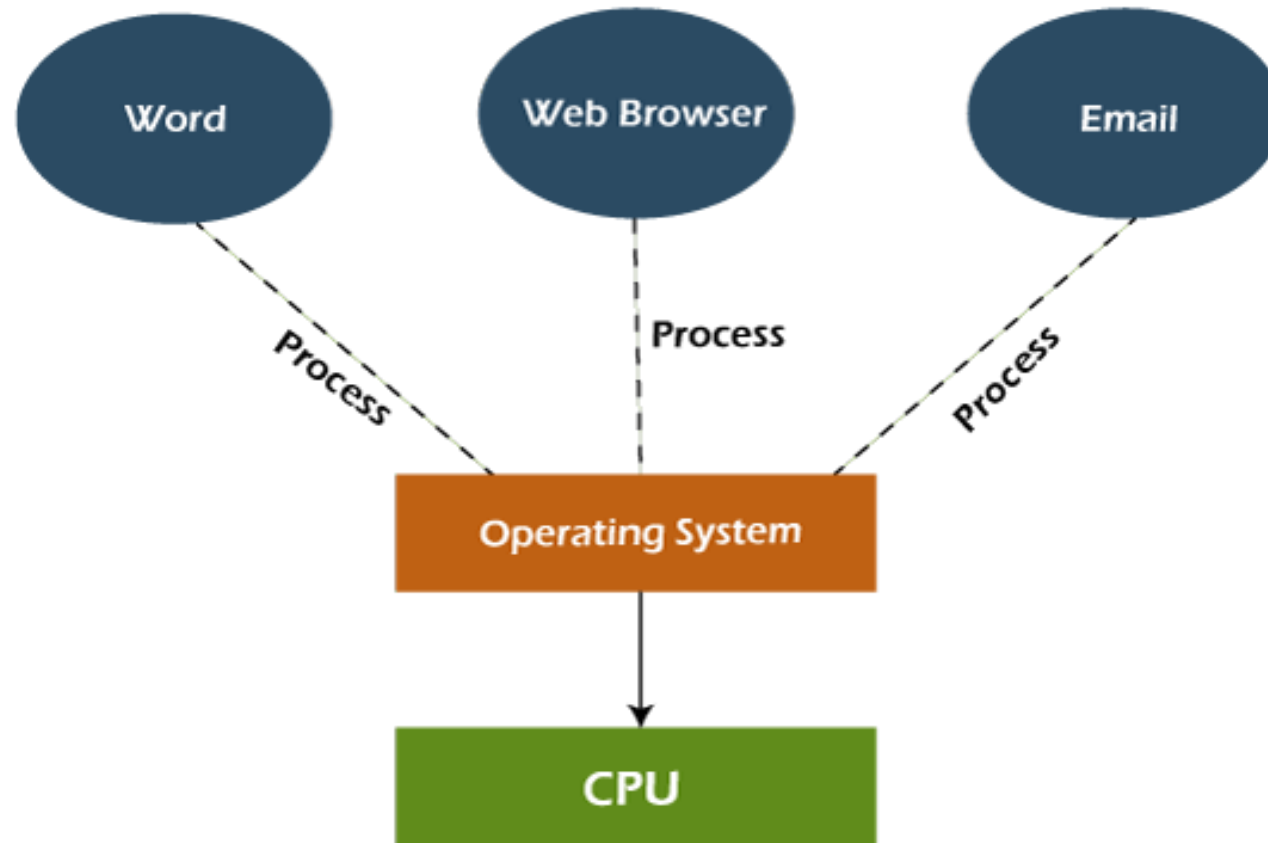 Word
Web Browser
Email
Process
Process
Process
Operating System
CPU